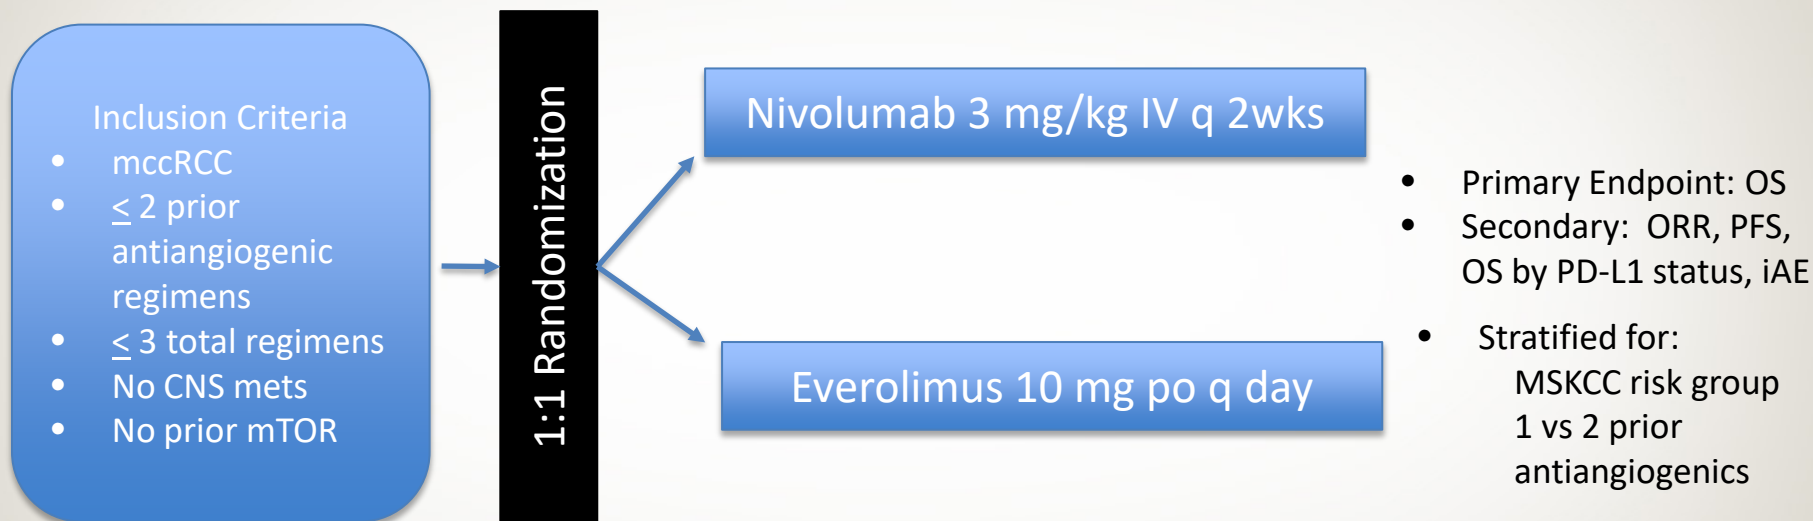 Inclusion Criteria
• mccRCC
• < 2 prior
antiangiogenic
regimens
• < 3 total regimens
• No CNS mets
• No prior mTOR
1:1 Randomization
Nivolumab 3 mg/kg IV q 2wks
Everolimus 10 mg po q day
• Primary Endpoint: OS
• Secondary: ORR, PFS,
OS by PD-L1 status, iAE
• Stratified for:
MSKCC risk group
1 vs 2 prior
antiangiogenics